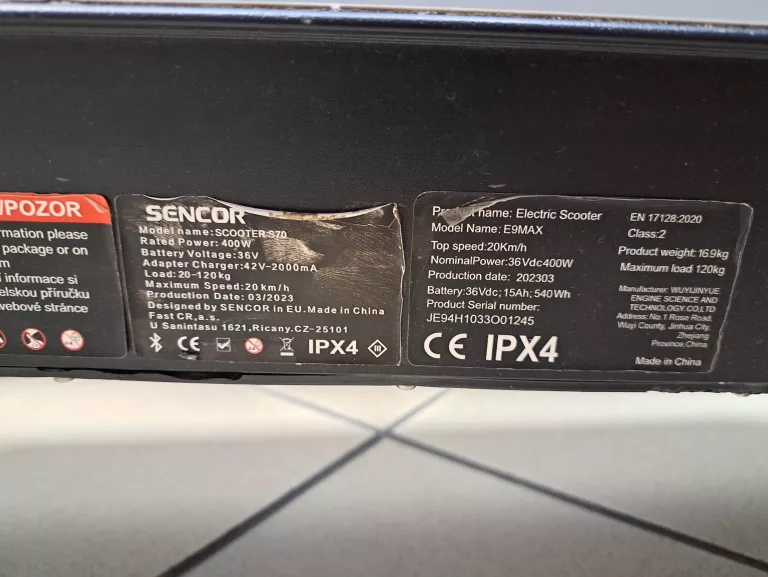 /POZOR
rmation please
package or on
m
í informace si
elskou příručku
webové stránce
SENCOR
Model name:SCOOTER S70
Rated Power: 400W
Battery Voltage:36V
Adapter Charger:42V-2000mA
Load:20-120kg
Maximum Speed:20 km/h
Production Date: 03/2023
Designed by SENCOR in EU.Made in China
Fast CR,a.s.
U Sanintasu 1621,Ricany.CZ-25101
CE IPX4
Product name: Electric Scooter
Model Name: E9MAX
Top speed:20Km/h
NominalPower:36Vdc400W
Production date: 202303
Battery:36Vdc;15Ah;540Wh
Product Serial number:
JE94H1033O01245
CE IPX4
EN 17128:2020
Class:2
Product weight:16.9kg
Maximum load 120kg
Manufacturer: WUYIJINYUE
ENGINE SCIENCE AND
TECHNOLOGY.CO,LTD
Address: No.1 Rose Road,
Wuyi County, Jinhua City,
Zhejiang
Province,China.
Made in China